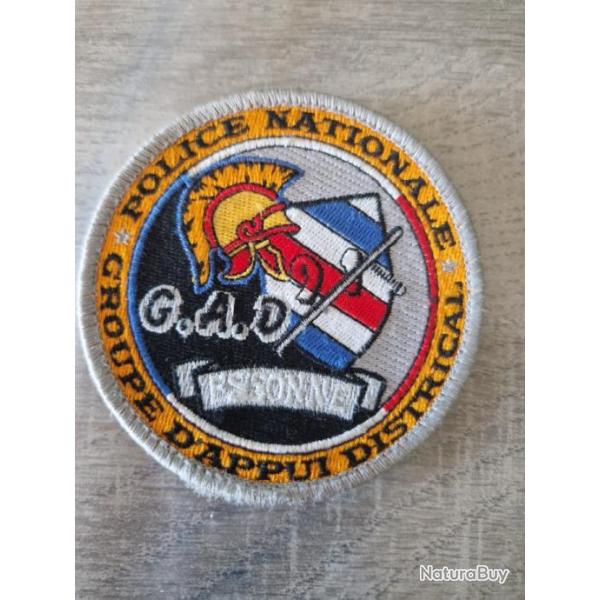 POLICE NATIONALE
G.A.D
ESSONNE
GROUPE D'APPUI DISTRICAL
NaturaBuy